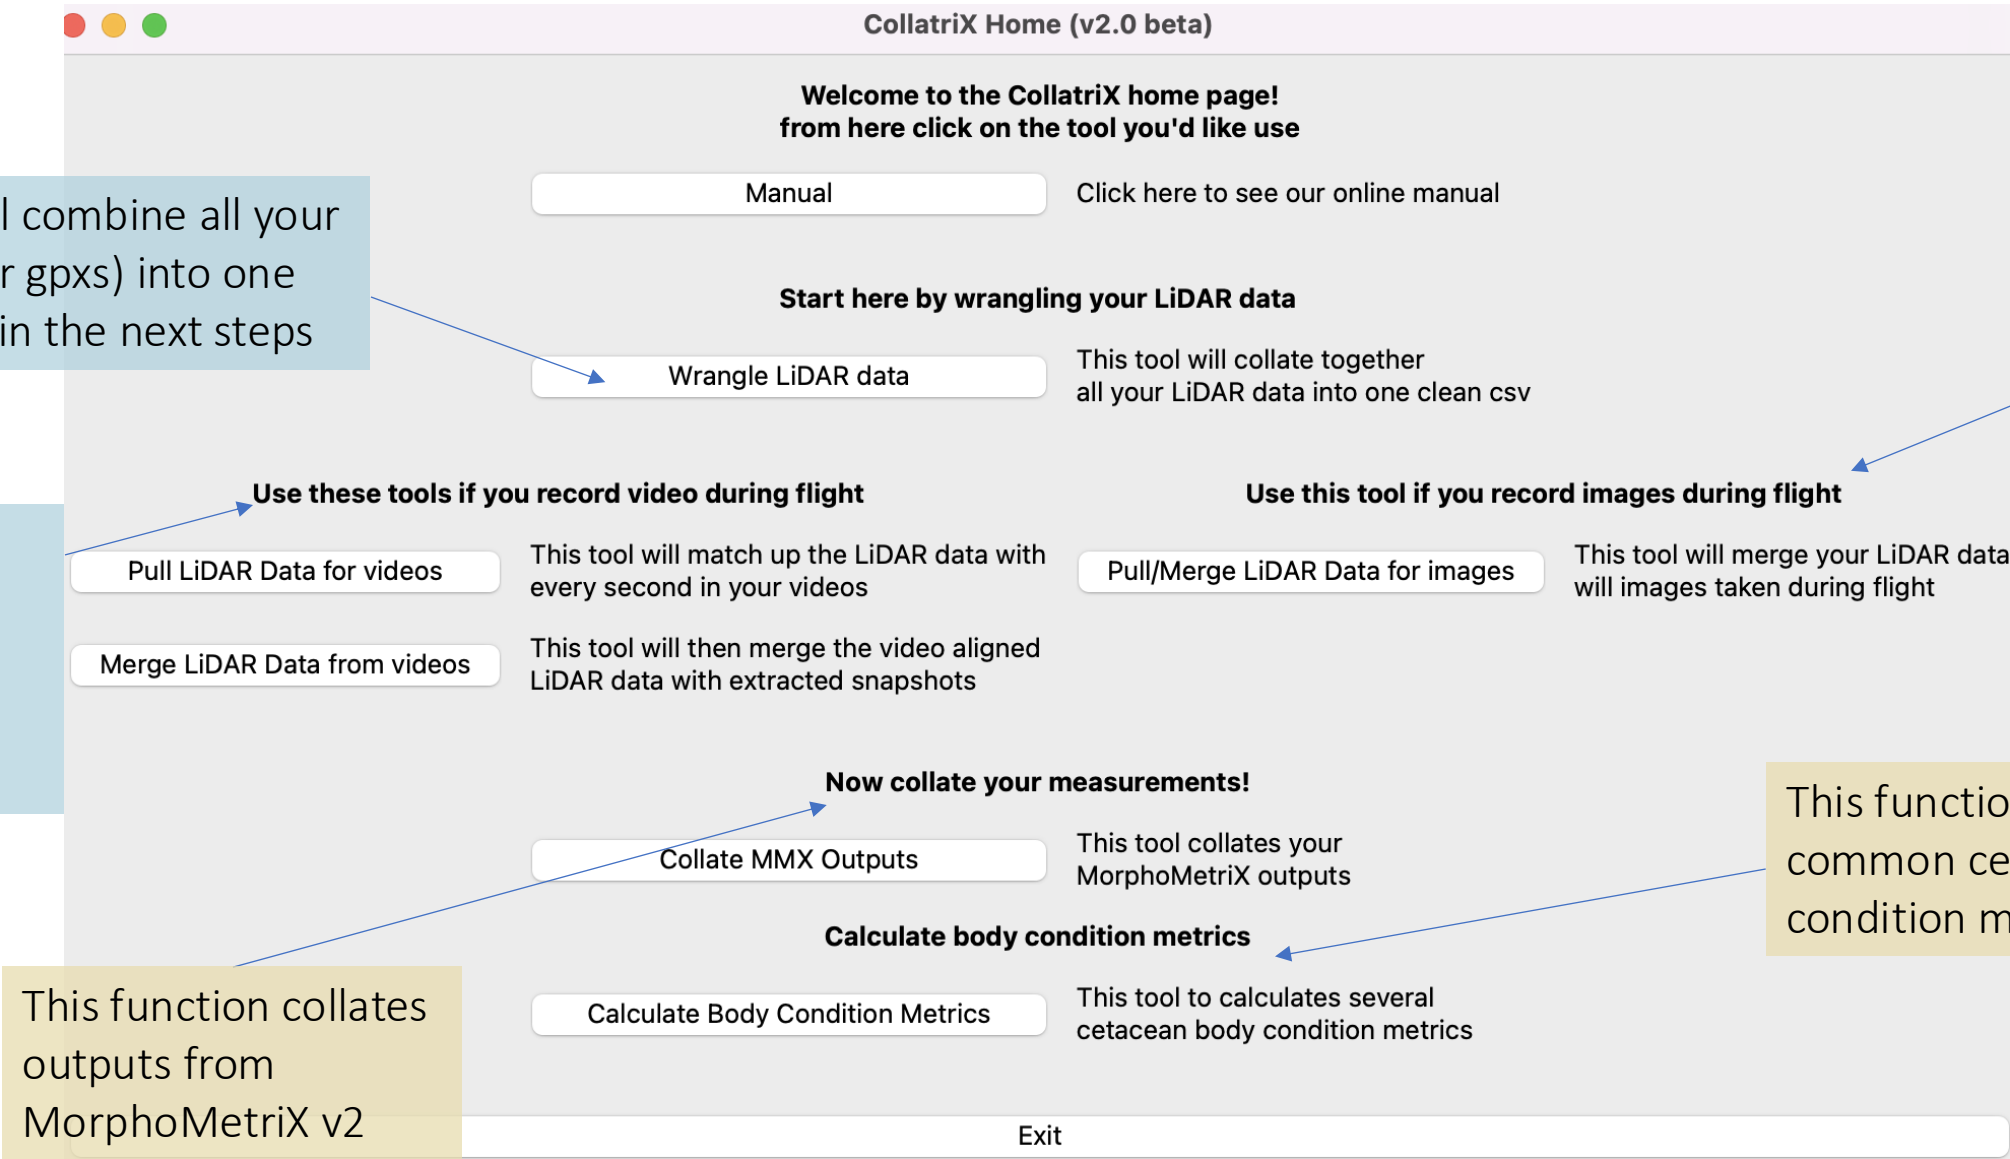 CollatriX Home (v2.0 beta)
Welcome to the CollatriX home page!
from here click on the tool you'd like use
Manual
Click here to see our online manual
l combine all your
r gpxs) into one
in the next steps
Start here by wrangling your LiDAR data
Wrangle LiDAR data
This tool will collate together
all your LiDAR data into one clean csv
Use these tools if you record video during flight
Pull LiDAR Data for videos
This tool will match up the LiDAR data with
every second in your videos
Merge LiDAR Data from videos
This tool will then merge the video aligned
LiDAR data with extracted snapshots
Use this tool if you record images during flight
Pull/Merge LiDAR Data for images
This tool will merge your LiDAR data
will images taken during flight
Now collate your measurements!
Collate MMX Outputs
This tool collates your
MorphoMetriX outputs
Calculate body condition metrics
Calculate Body Condition Metrics
This tool to calculates several
cetacean body condition metrics
This functio
common ce
condition m
This function collates
outputs from
MorphoMetriX v2
Exit